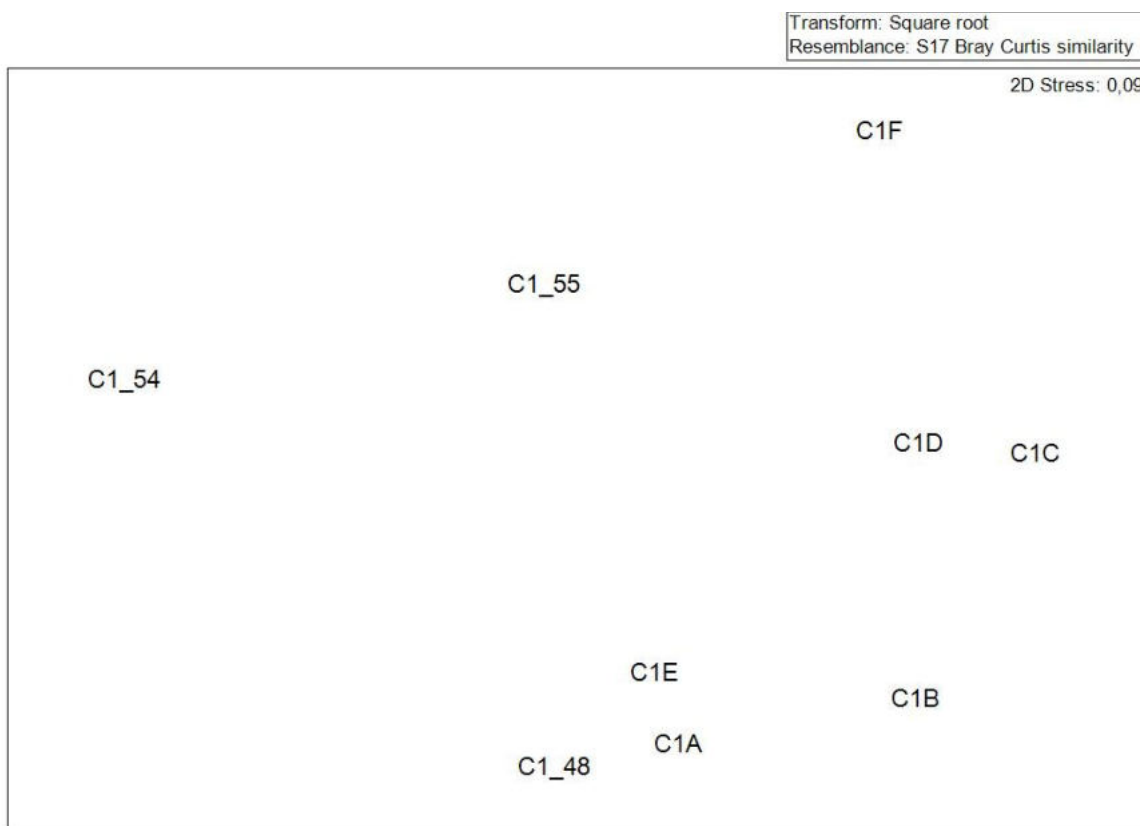 Transform: Square root
Resemblance: S17 Bray Curtis similarity
2D Stress: 0,09
C1F
C1_55
C1_54
C1D
C1C
C1E
C1B
C1A
C1_48